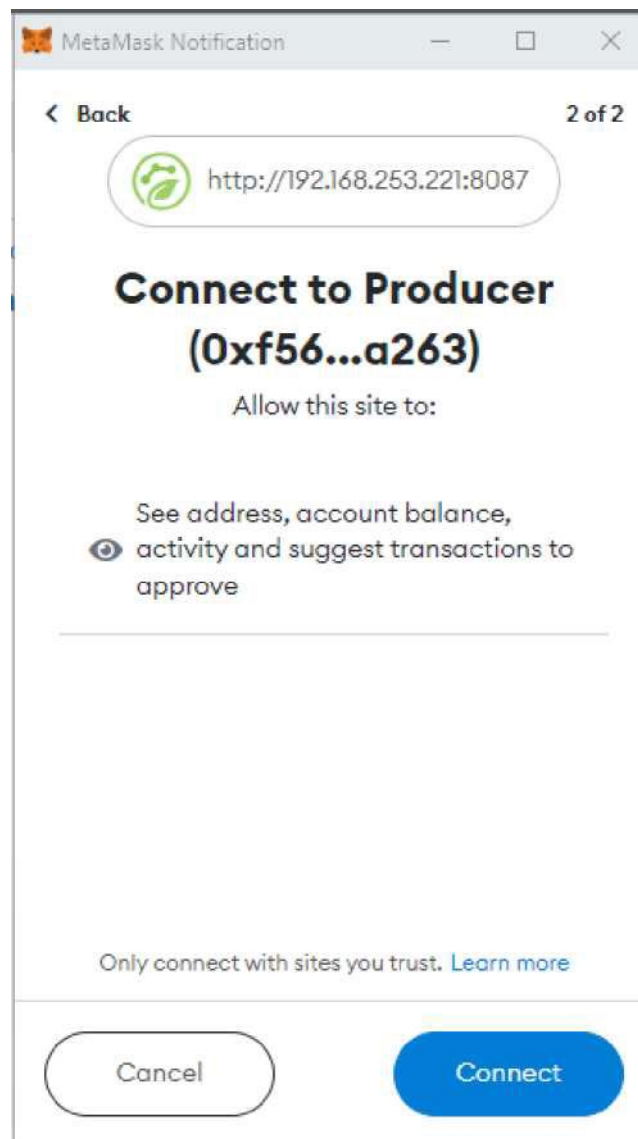 MetaMask Notification
< Back
2 of 2
http://192.168.253.221:8087
Connect to Producer
(0xf56...a263)
Allow this site to:
See address, account balance,
activity and suggest transactions to
approve
Only connect with sites you trust. Learn more
Cancel
Connect